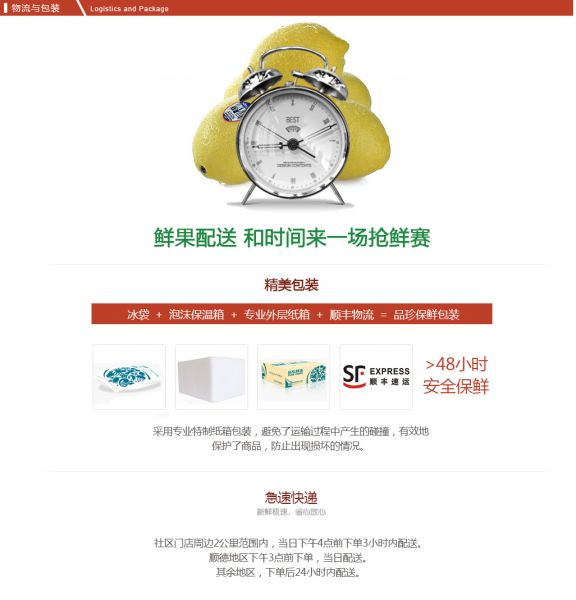 物流与包装 Logistics and Package
BEST
鲜果配送 和时间来一场抢鲜赛
精美包装
冰袋 + 泡沫保温箱 + 专业外层纸箱 + 顺丰物流 = 品珍保鲜包装
SF EXPRESS
顺丰速运
>48小时
安全保鲜
采用专业特制纸箱包装，避免了运输过程中产生的碰撞，有效地
保护了商品，防止出现损坏的情况。
急速快递
新鲜极速、省心放心
社区门店周边2公里范围内，当日下午4点前下单3小时内配送。
顺德地区下午3点前下单，当日配送。
其余地区，下单后24小时内配送。